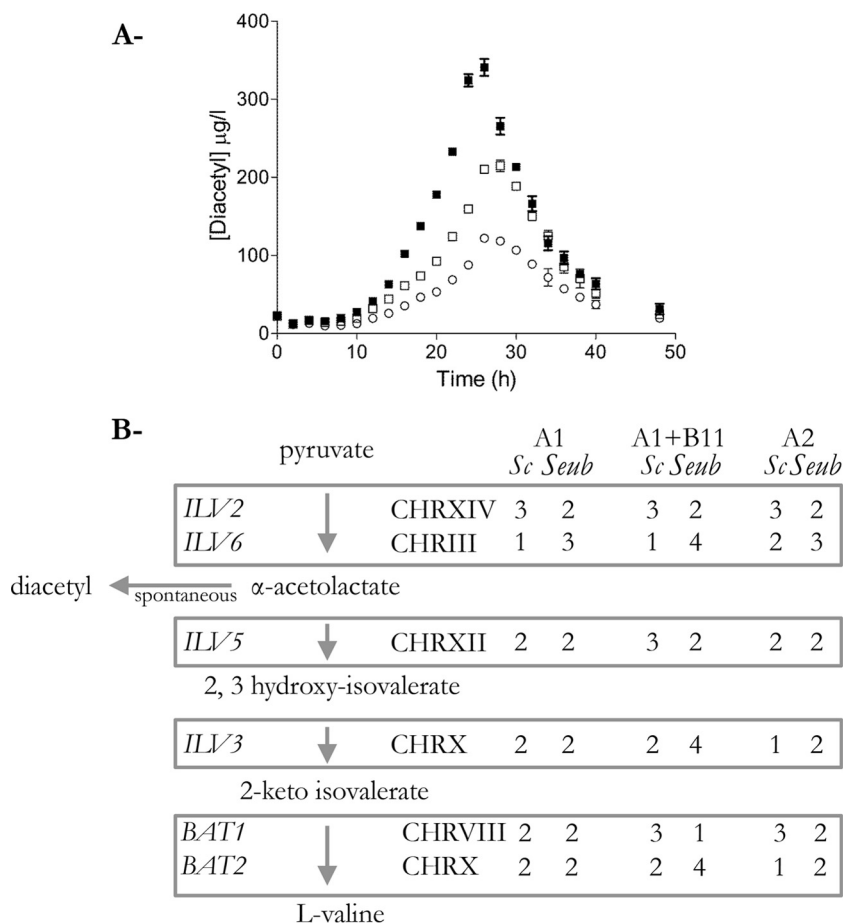 A-
400
300
200
100
0
[Diacetyl] µg/l
0 10 20 30 40 50
Time (h)
B-
pyruvate A1 A1+B11 A2
Sc Seub Sc Seub Sc Seub
ILV2 CHRXIV 3 2 3 2 3 2
ILV6 CHRIII 1 3 1 4 2 3
diacetyl spontaneous α-acetolactate
ILV5 CHRXII 2 2 3 2 2 2
2, 3 hydroxy-isovalerate
ILV3 CHRX 2 2 2 4 1 2
2-keto isovalerate
BAT1 CHRVIII 2 2 3 1 3 2
BAT2 CHRX 2 2 2 4 1 2
L-valine